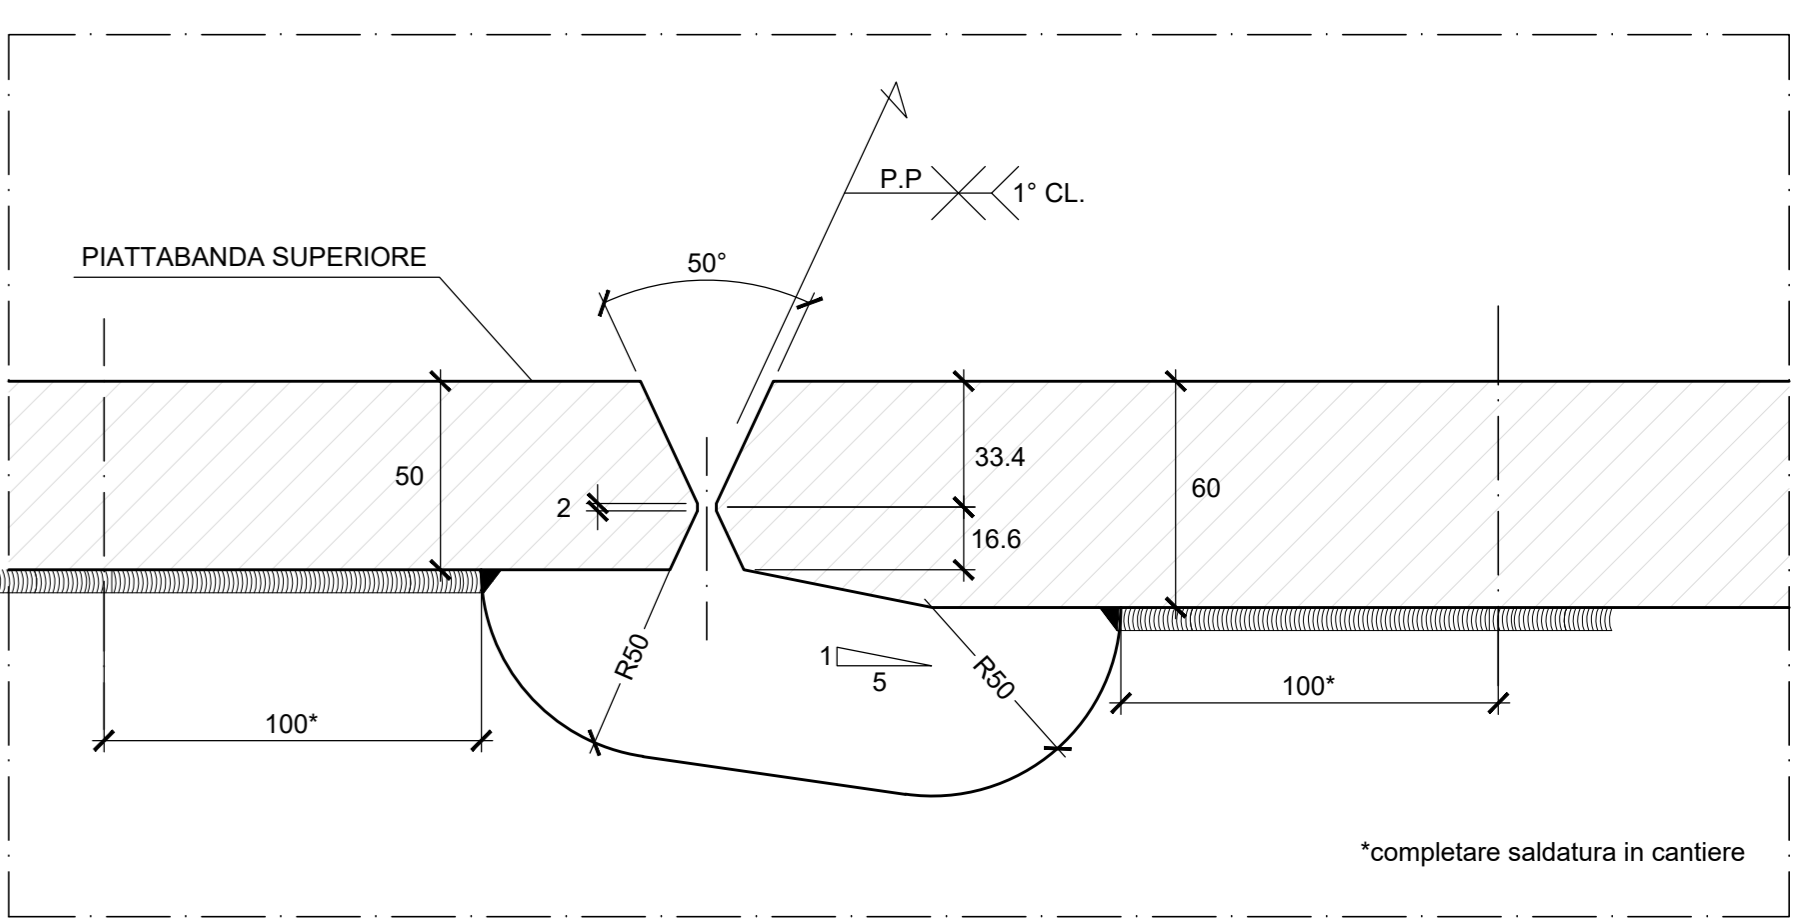 P.P
1° CL.
PIATTABANDA SUPERIORE
50°
33.4
50
60
2
16.6
R50
1
5
R50
100*
100*
*completare saldatura in cantiere